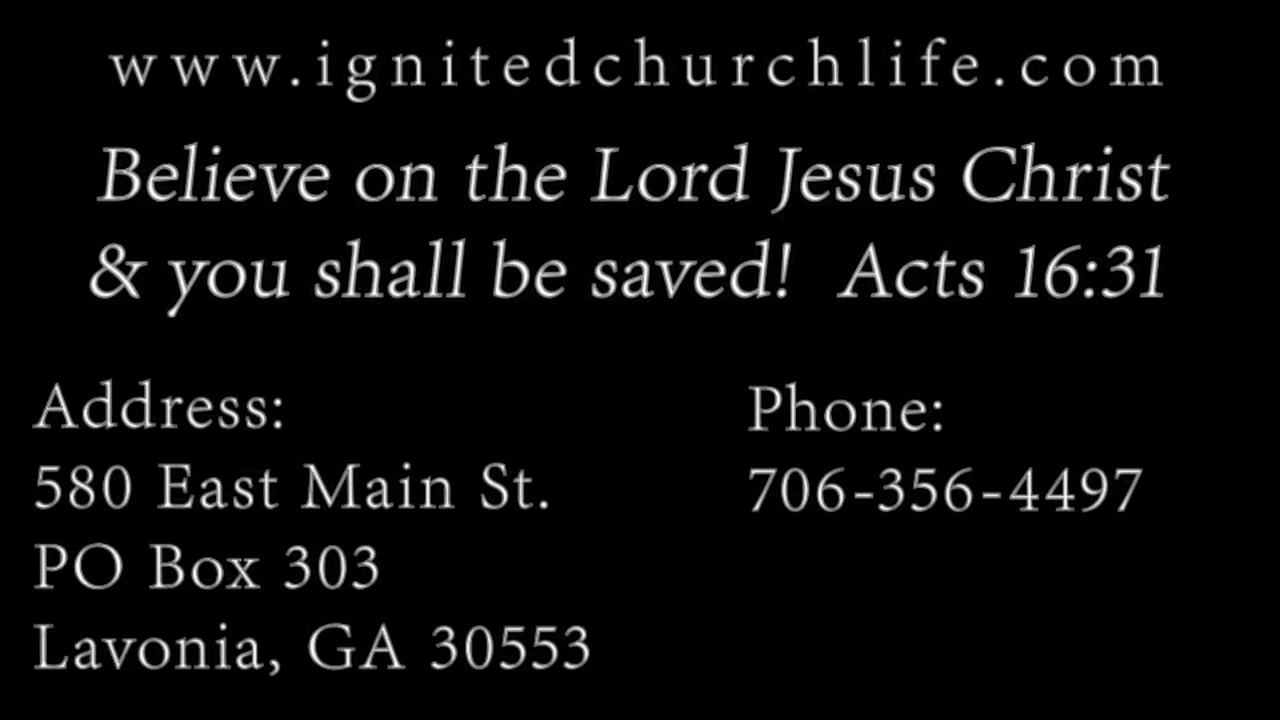 www.ignitedchurchlife.com
Believe on the Lord Jesus Christ
& you shall be saved! Acts 16:31
Address:
580 East Main St.
PO Box 303
Lavonia, GA 30553
Phone:
706-356-4497